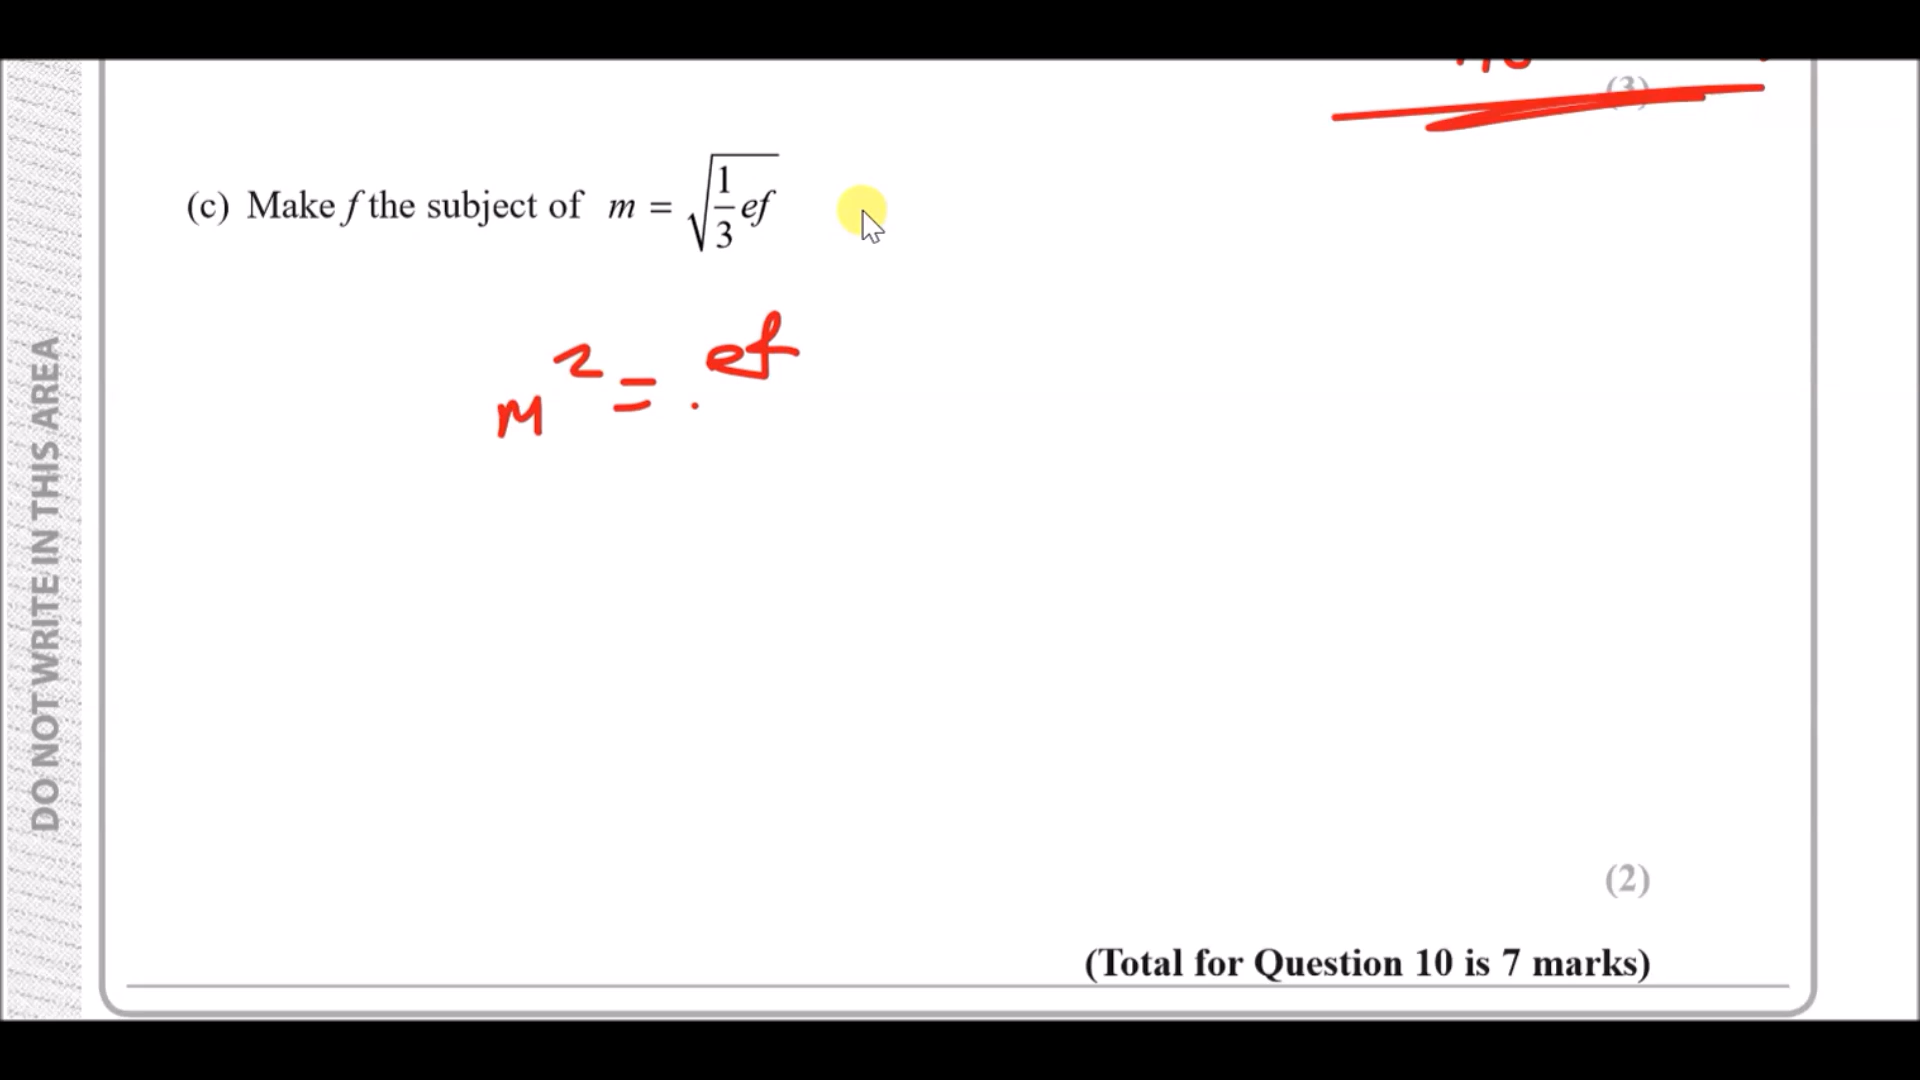 (3)
(c) Make f the subject of m = √(1/3 ef)
m² = ef
(2)
(Total for Question 10 is 7 marks)
DO NOT WRITE IN THIS AREA